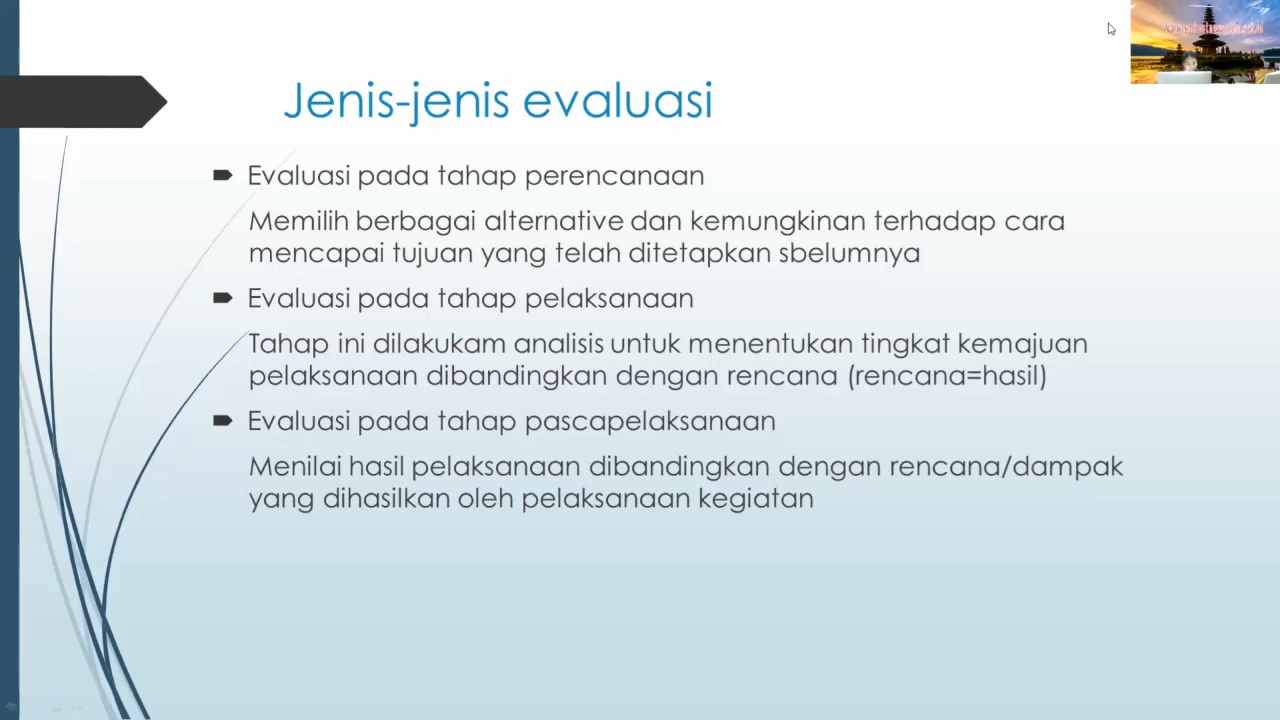 Jenis-jenis evaluasi
Evaluasi pada tahap perencanaan
Memilih berbagai alternative dan kemungkinan terhadap cara
mencapai tujuan yang telah ditetapkan sbelumnya
Evaluasi pada tahap pelaksanaan
Tahap ini dilakukam analisis untuk menentukan tingkat kemajuan
pelaksanaan dibandingkan dengan rencana (rencana=hasil)
Evaluasi pada tahap pascapelaksanaan
Menilai hasil pelaksanaan dibandingkan dengan rencana/dampak
yang dihasilkan oleh pelaksanaan kegiatan